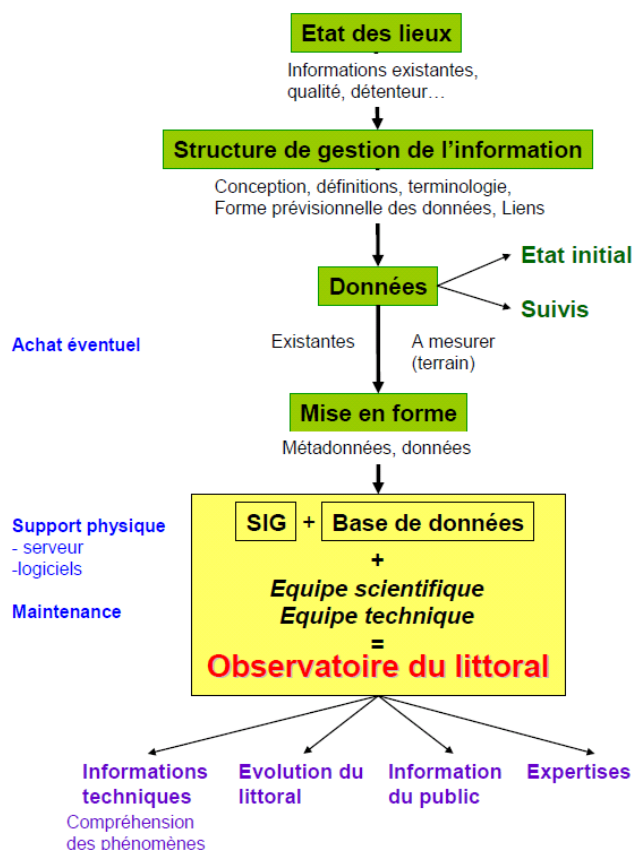 Etat des lieux
Informations existantes,
qualité, détenteur…
Structure de gestion de l'information
Conception, définitions, terminologie,
Forme prévisionnelle des données, Liens
Etat initial
Données
Suivis
Achat éventuel
Existantes
A mesurer
(terrain)
Mise en forme
Métadonnées, données
SIG + Base de données
+
Support physique
- serveur
-logiciels
Equipe scientifique
Maintenance
Equipe technique
=
Observatoire du littoral
Informations
techniques
Compréhension
des phénomènes
Evolution du
littoral
Information
du public
Expertises